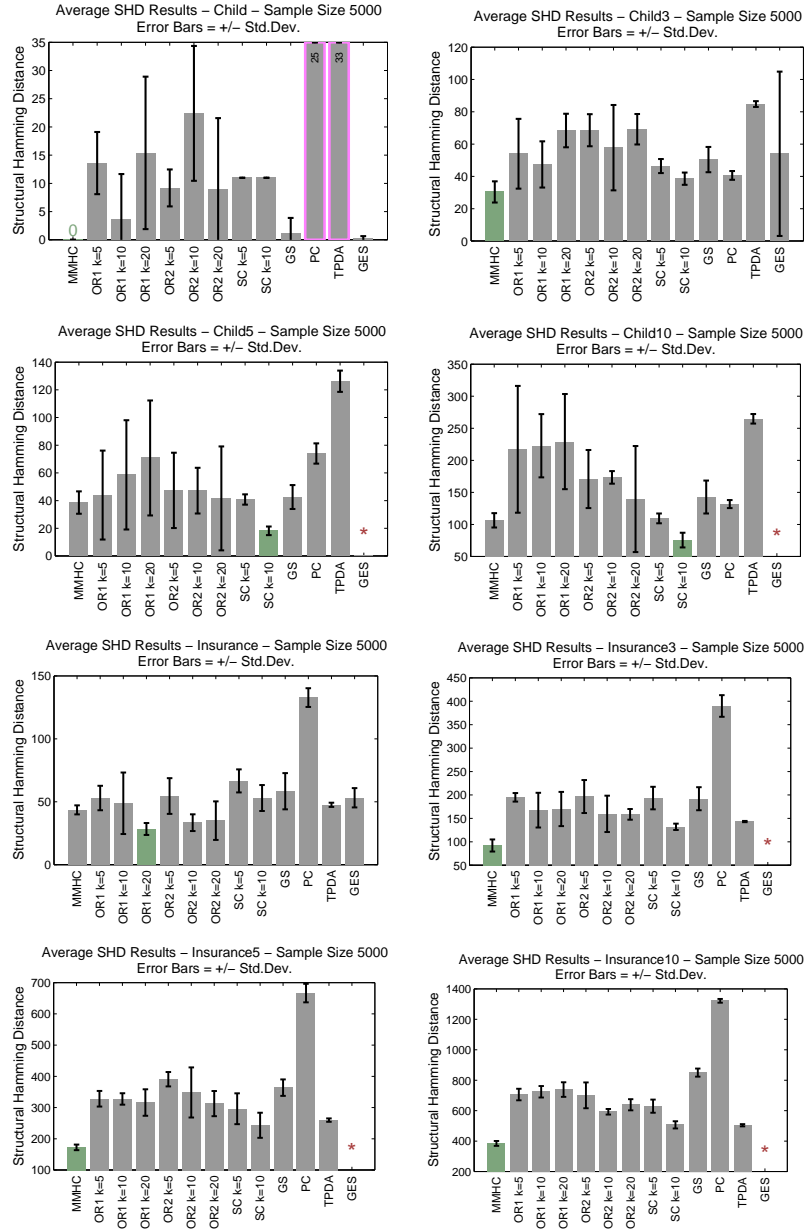 Average SHD Results – Child – Sample Size 5000
Error Bars = +/– Std.Dev.
Structural Hamming Distance
35
30
25
20
15
10
5
0
0
25
33
MMHC
OR1 k=5
OR1 k=10
OR1 k=20
OR2 k=5
OR2 k=10
OR2 k=20
SC k=5
SC k=10
GS
PC
TPDA
GES
Average SHD Results – Child3 – Sample Size 5000
Error Bars = +/– Std.Dev.
Structural Hamming Distance
120
100
80
60
40
20
0
MMHC
OR1 k=5
OR1 k=10
OR1 k=20
OR2 k=5
OR2 k=10
OR2 k=20
SC k=5
SC k=10
GS
PC
TPDA
GES
Average SHD Results – Child5 – Sample Size 5000
Error Bars = +/– Std.Dev.
Structural Hamming Distance
140
120
100
80
60
40
20
0
*
MMHC
OR1 k=5
OR1 k=10
OR1 k=20
OR2 k=5
OR2 k=10
OR2 k=20
SC k=5
SC k=10
GS
PC
TPDA
GES
Average SHD Results – Child10 – Sample Size 5000
Error Bars = +/– Std.Dev.
Structural Hamming Distance
350
300
250
200
150
100
50
*
MMHC
OR1 k=5
OR1 k=10
OR1 k=20
OR2 k=5
OR2 k=10
OR2 k=20
SC k=5
SC k=10
GS
PC
TPDA
GES
Average SHD Results – Insurance – Sample Size 5000
Error Bars = +/– Std.Dev.
Structural Hamming Distance
150
100
50
0
MMHC
OR1 k=5
OR1 k=10
OR1 k=20
OR2 k=5
OR2 k=10
OR2 k=20
SC k=5
SC k=10
GS
PC
TPDA
GES
Average SHD Results – Insurance3 – Sample Size 5000
Error Bars = +/– Std.Dev.
Structural Hamming Distance
450
400
350
300
250
200
150
100
50
*
MMHC
OR1 k=5
OR1 k=10
OR1 k=20
OR2 k=5
OR2 k=10
OR2 k=20
SC k=5
SC k=10
GS
PC
TPDA
GES
Average SHD Results – Insurance5 – Sample Size 5000
Error Bars = +/– Std.Dev.
Structural Hamming Distance
700
600
500
400
300
200
100
*
MMHC
OR1 k=5
OR1 k=10
OR1 k=20
OR2 k=5
OR2 k=10
OR2 k=20
SC k=5
SC k=10
GS
PC
TPDA
GES
Average SHD Results – Insurance10 – Sample Size 5000
Error Bars = +/– Std.Dev.
Structural Hamming Distance
1400
1200
1000
800
600
400
200
*
MMHC
OR1 k=5
OR1 k=10
OR1 k=20
OR2 k=5
OR2 k=10
OR2 k=20
SC k=5
SC k=10
GS
PC
TPDA
GES